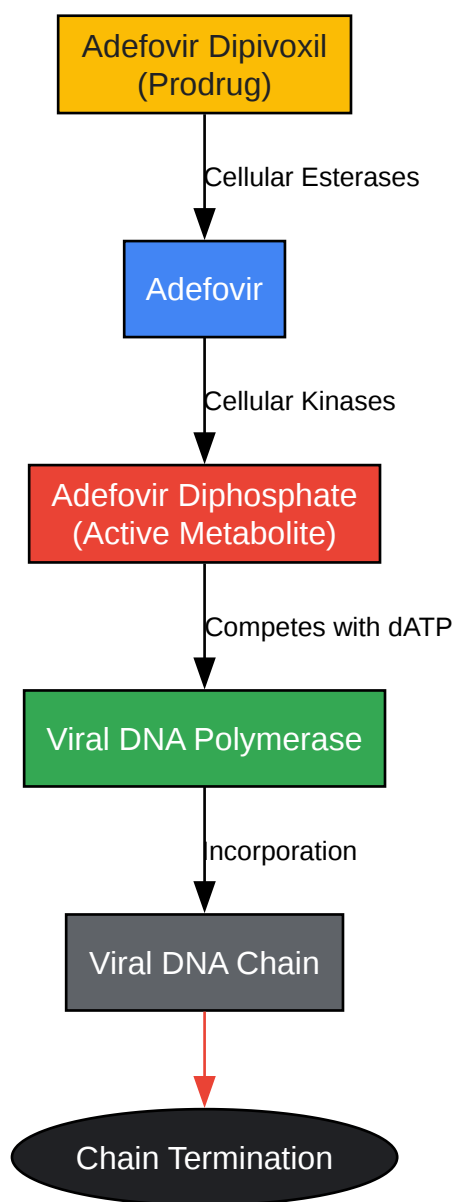 Adefovir Dipivoxil
(Prodrug)
Cellular Esterases
Adefovir
Cellular Kinases
Adefovir Diphosphate
(Active Metabolite)
Competes with dATP
Viral DNA Polymerase
Incorporation
Viral DNA Chain
Chain Termination